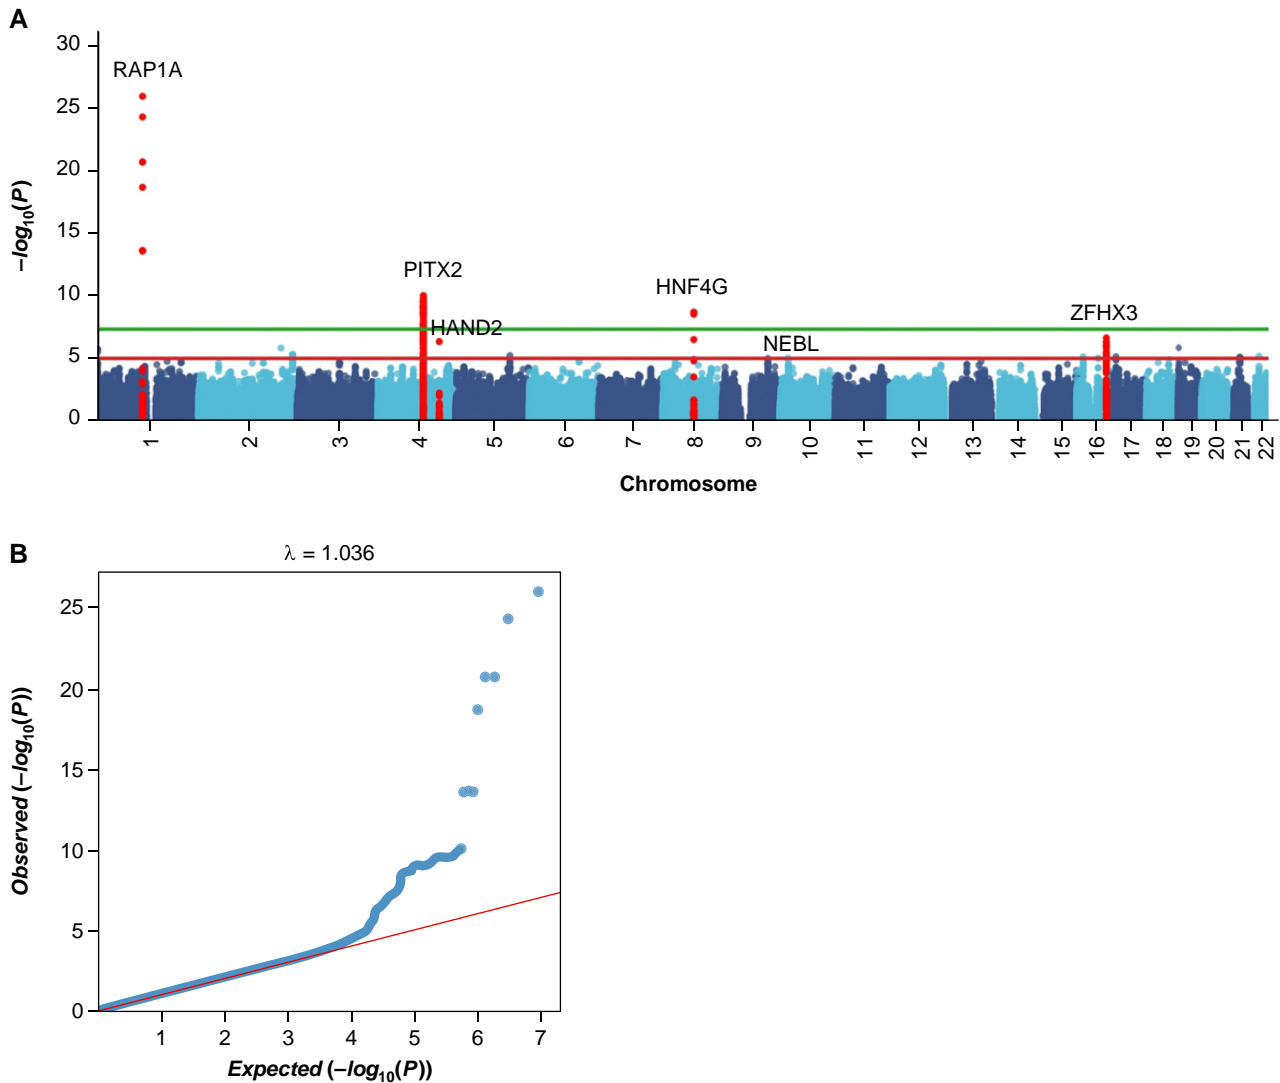 A
30
RAP1A
25
20
−log10(P)
15
PITX2
10
HNF4G
HAND2
ZFHX3
NEBL
5
0
1 2 3 4 5 6 7 8 9 10 11 12 13 14 15 16 17 18 19 20 21 22
Chromosome
B
λ = 1.036
25
20
Observed (−log10(P))
15
10
5
0
1 2 3 4 5 6 7
Expected (−log10(P))